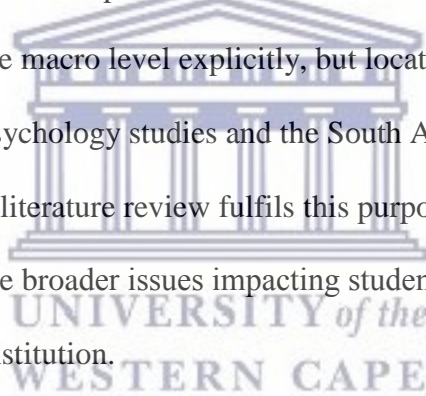 e macro level explicitly, but locat
sychology studies and the South A
literature review fulfils this purpo
e broader issues impacting studen
UNIVERSITY of the
stitution.
WESTERN CAPE